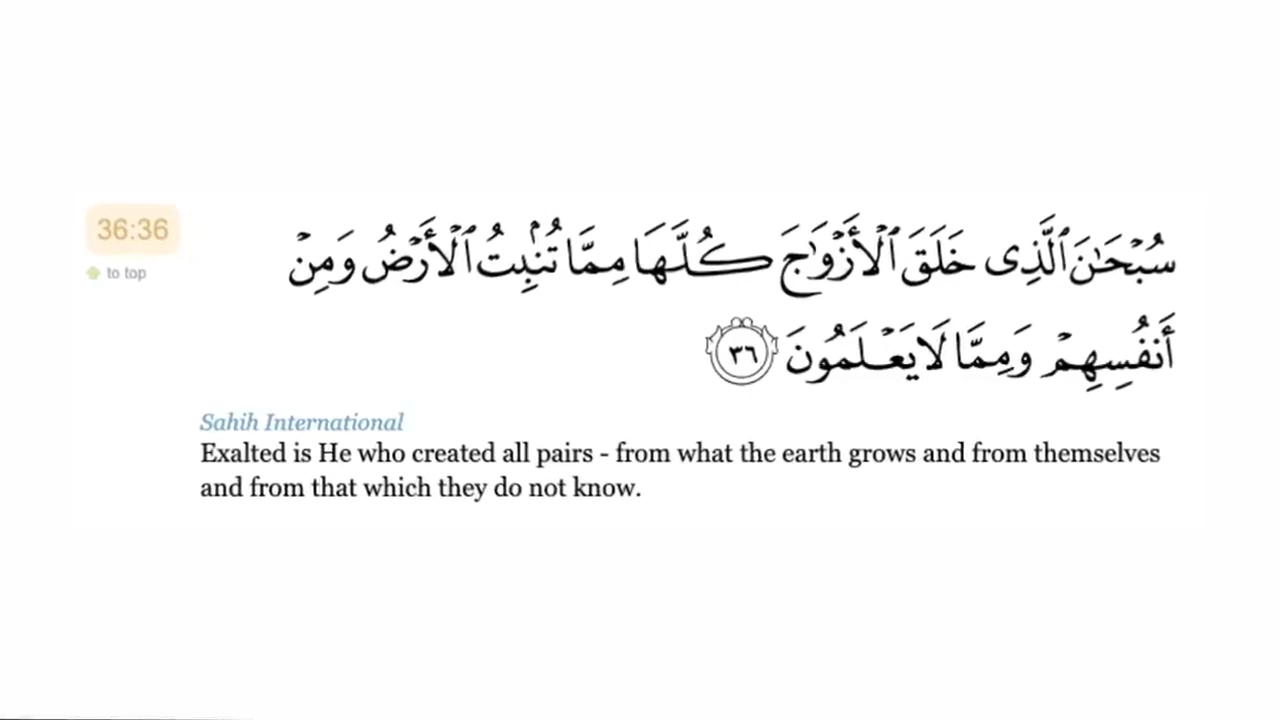 36:36
to top
سُبْحَٰنَ ٱلَّذِى خَلَقَ ٱلْأَزْوَٰجَ كُلَّهَا مِمَّا تُنۢبِتُ ٱلْأَرْضُ وَمِنْ
أَنفُسِهِمْ وَمِمَّا لَا يَعْلَمُونَ ٣٦
Sahih International
Exalted is He who created all pairs - from what the earth grows and from themselves
and from that which they do not know.